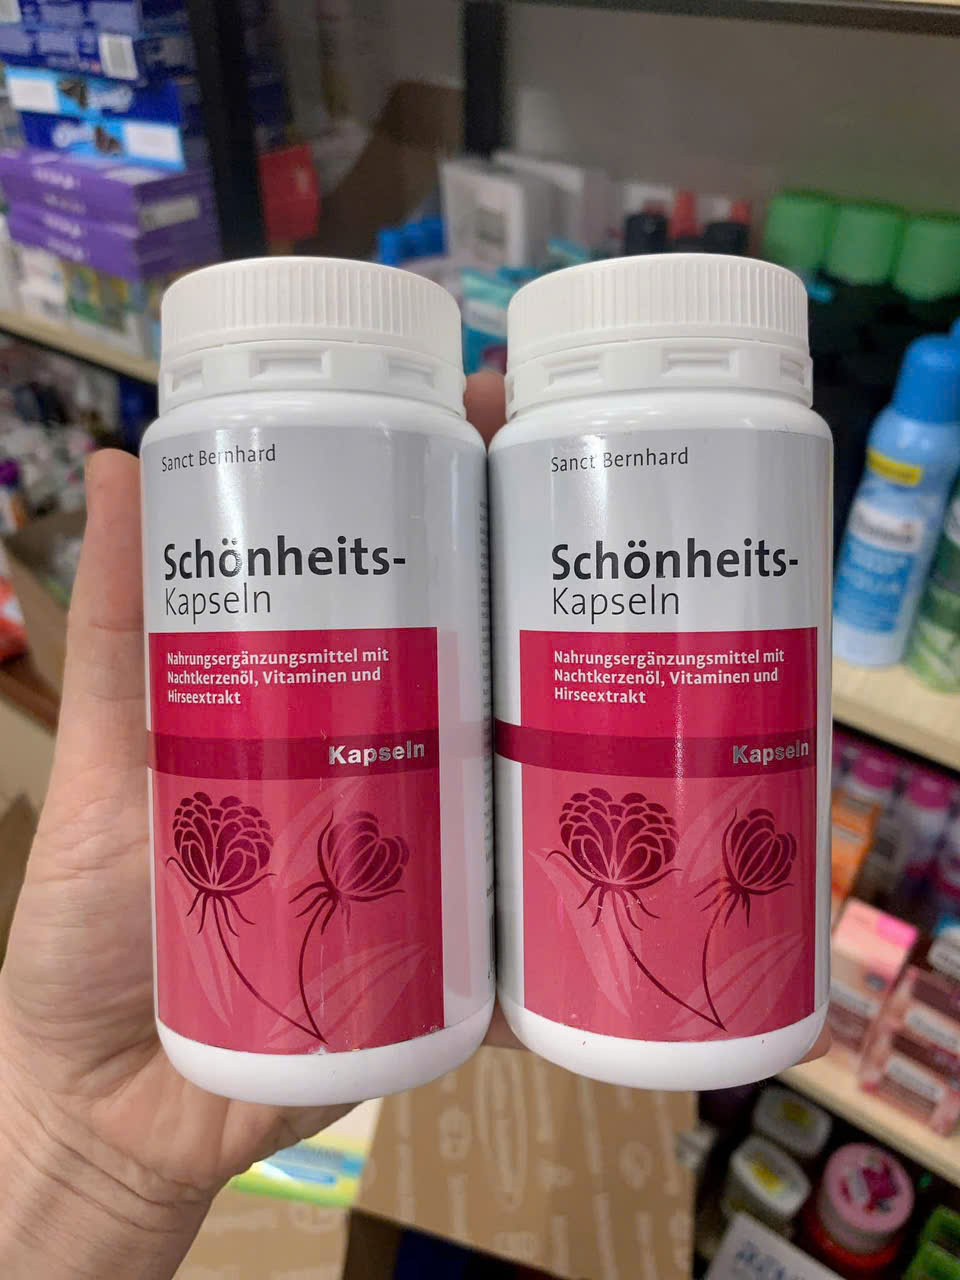 Sanct Bernhard
Schönheits-
Kapseln
Nahrungsergänzungsmittel mit
Nachtkerzenöl, Vitaminen und
Hirseextrakt
Kapseln
Sanct Bernhard
Schönheits-
Kapseln
Nahrungsergänzungsmittel mit
Nachtkerzenöl, Vitaminen und
Hirseextrakt
Kapseln